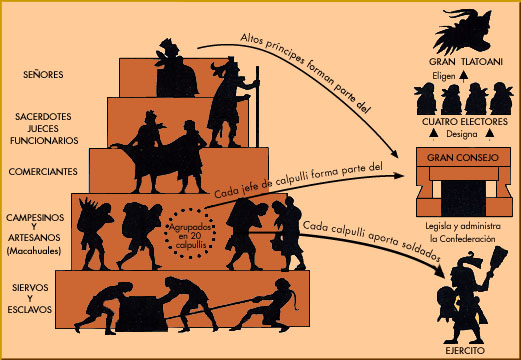 SEÑORES
SACERDOTES
JUECES
FUNCIONARIOS
COMERCIANTES
CAMPESINOS
Y
ARTESANOS
(Macahuales)
SIERVOS
Y
ESCLAVOS
Agrupados
en 20
calpullis
Altos príncipes forman parte del
Cada jefe de calpulli forma parte del
Cada calpulli aporta soldados
GRAN TLATOANI
Eligen
CUATRO ELECTORES
Designa
GRAN CONSEJO
Legisla y administra
la Confederación
EJERCITO